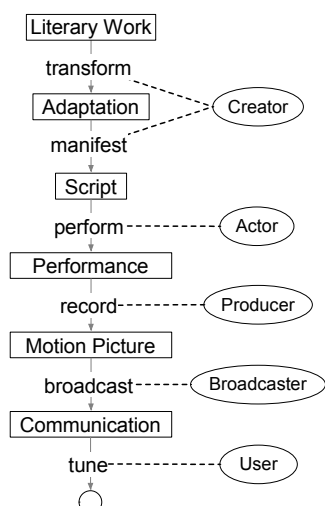 Literary Work
transform
Adaptation
Creator
manifest
Script
perform
Actor
Performance
record
Producer
Motion Picture
broadcast
Broadcaster
Communication
tune
User